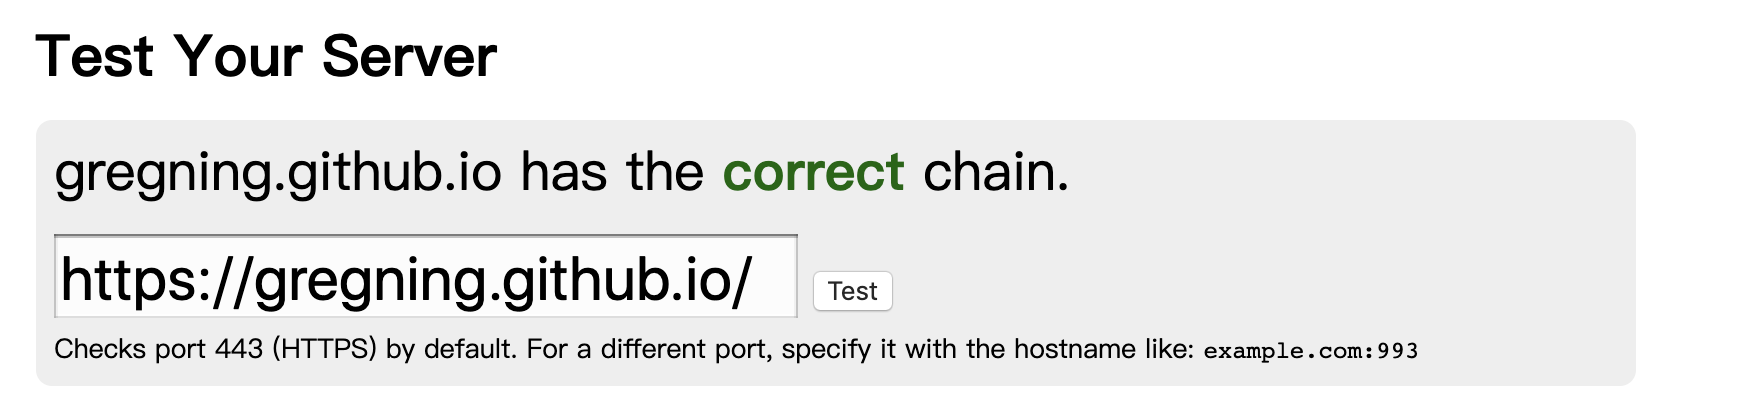 Test Your Server
gregning.github.io has the correct chain.
https://gregning.github.io/
Test
Checks port 443 (HTTPS) by default. For a different port, specify it with the hostname like: example.com:993